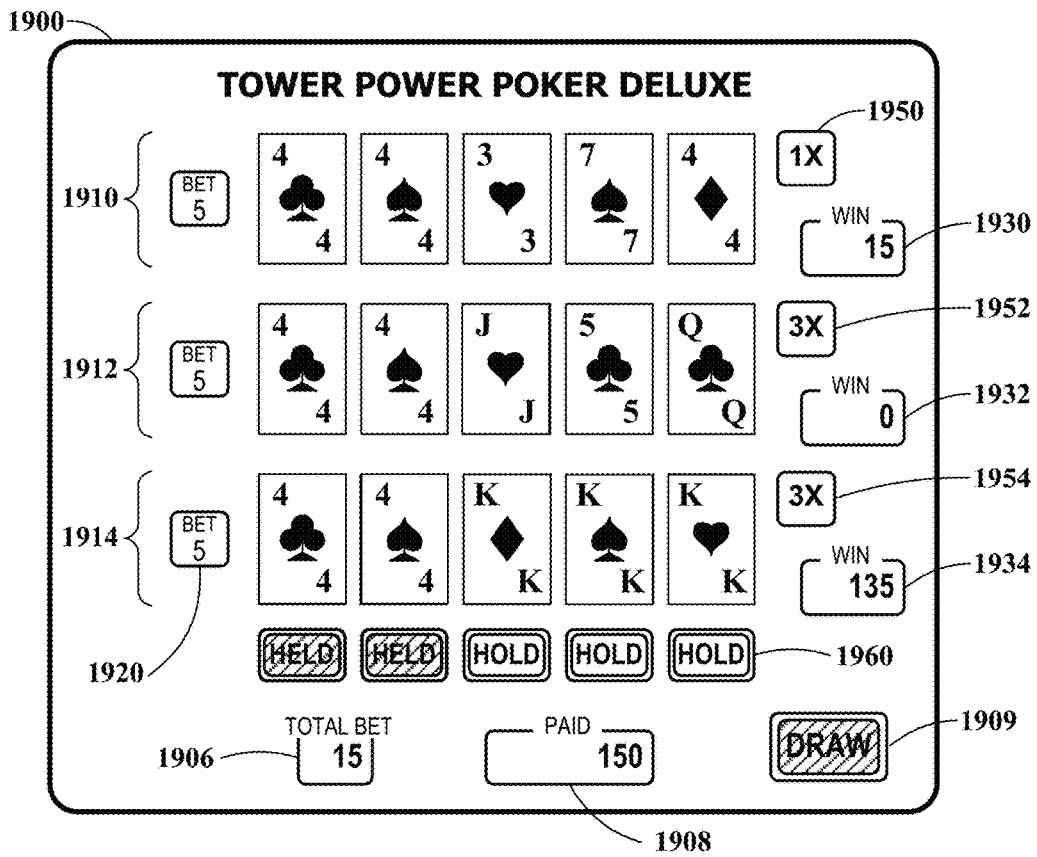 1900
TOWER POWER POKER DELUXE
1950
4 4 3 7 4
1X
1910
BET
5
WIN
15
1930
4 4 3 7 4
4 4 J 5 Q
3X
1952
1912
BET
5
WIN
0
1932
4 4 J 5 Q
4 4 K K K
3X
1954
1914
BET
5
WIN
135
1934
4 4 K K K
HELD HELD HOLD HOLD HOLD
1960
1920
TOTAL BET
15
1906
PAID
150
DRAW
1909
1908